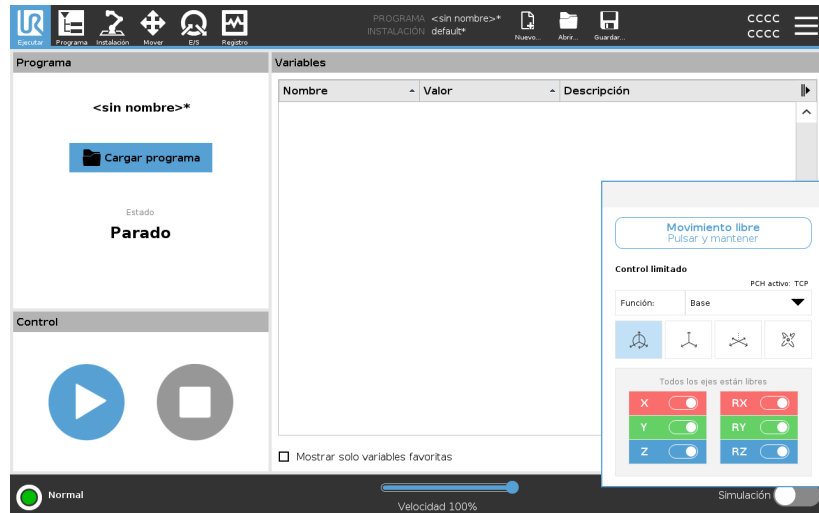 UR
PROGRAMA <sin nombre>*
INSTALACIÓN default*
Ejecutar Programa Instalación Mover E/S Registro
Nuevo... Abrir... Guardar...
CCCC
CCCC
Programa
<sin nombre>*
Cargar programa
Estado
Parado
Control
Variables
Nombre Valor Descripción
Mostrar solo variables favoritas
Movimiento libre
Pulsar y mantener
Control limitado
PCH activo: TCP
Función: Base
Todos los ejes están libres
X RX
Y RY
Z RZ
Normal
Velocidad 100%
Simulación